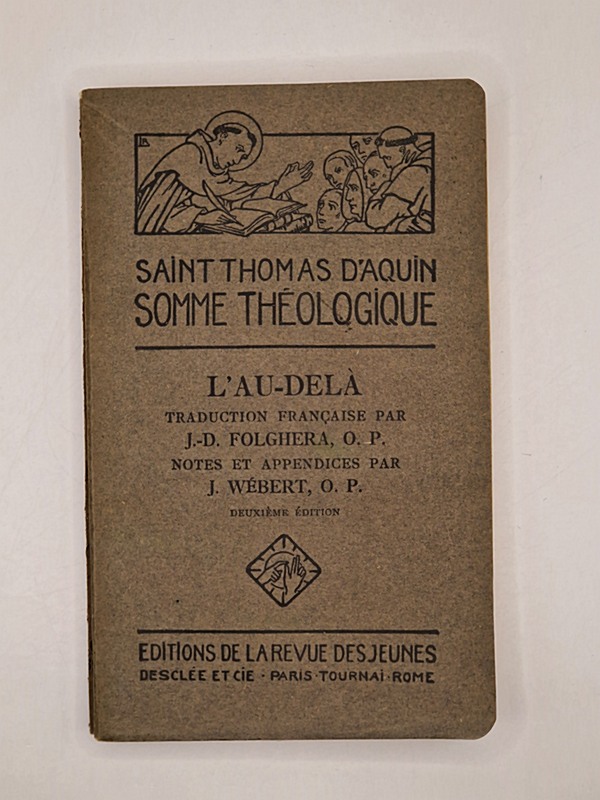 SAINT THOMAS D'AQUIN
SOMME THÉOLOGIQUE
L'AU-DELÀ
TRADUCTION FRANÇAISE PAR
J.-D. FOLGHERA, O. P.
NOTES ET APPENDICES PAR
J. WÉBERT, O. P.
DEUXIÈME ÉDITION
EDITIONS DE LA REVUE DES JEUNES
DESCLÉE ET CIE · PARIS · TOURNAI · ROME